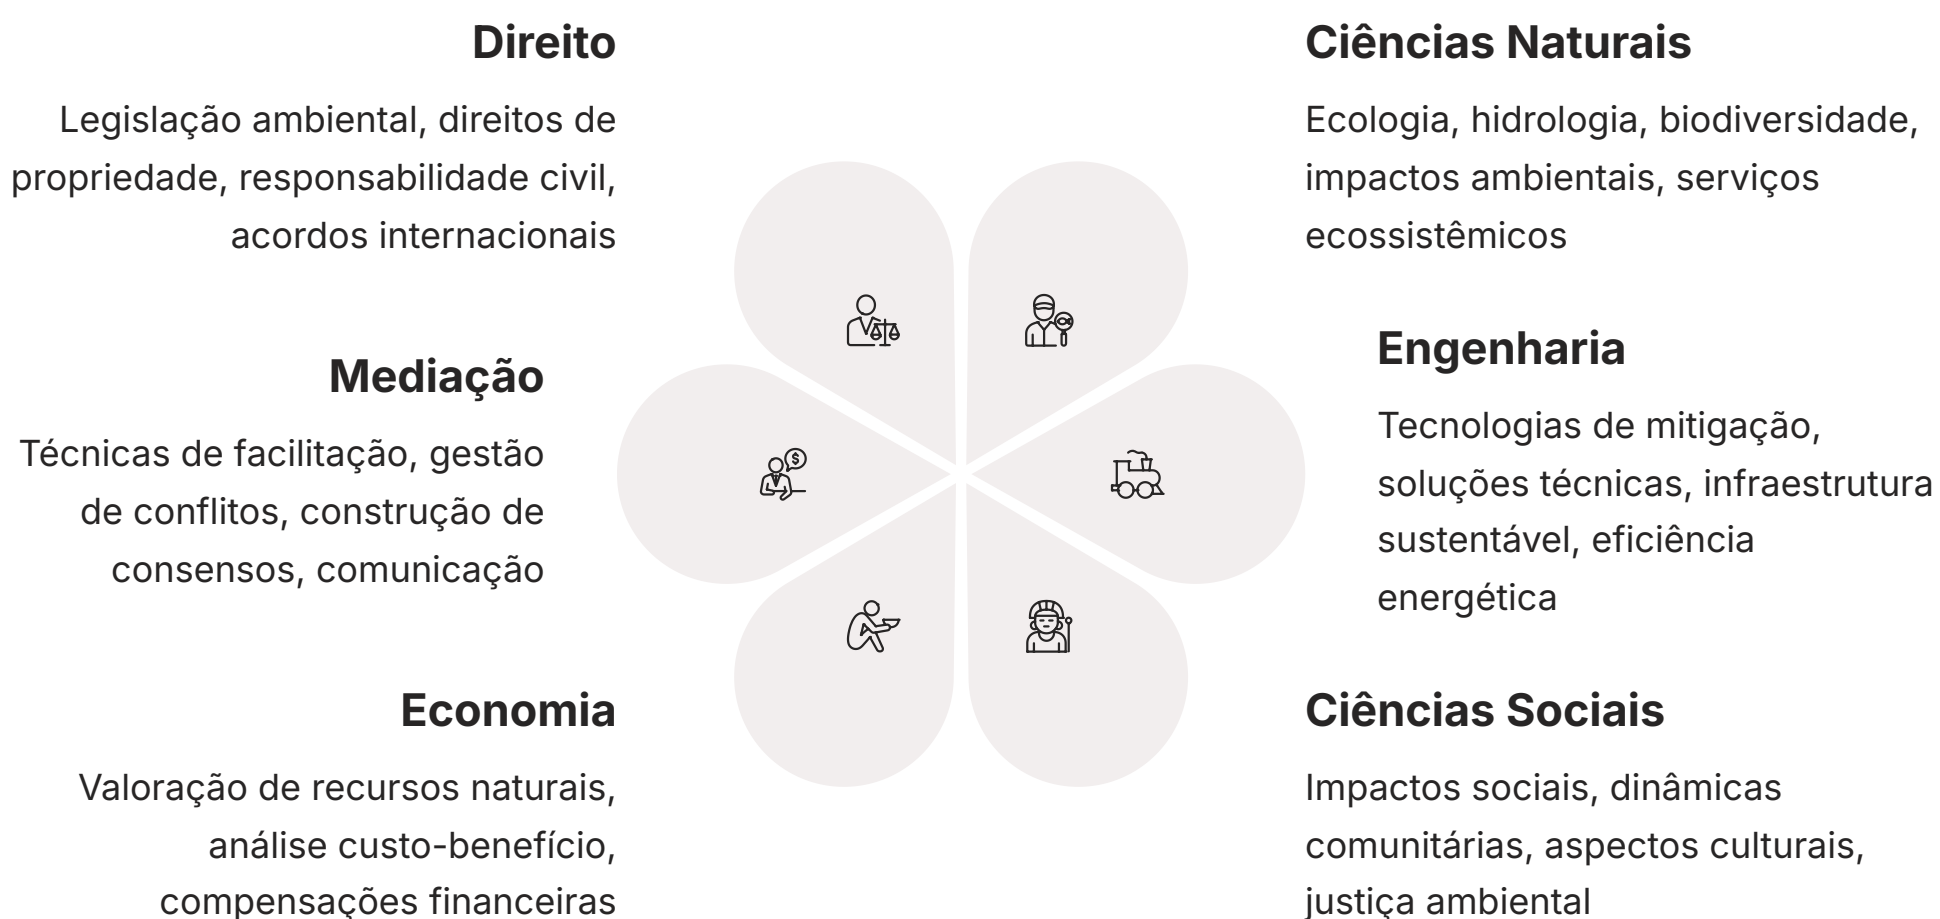 Direito
Legislação ambiental, direitos de
propriedade, responsabilidade civil,
acordos internacionais
Ciências Naturais
Ecologia, hidrologia, biodiversidade,
impactos ambientais, serviços
ecossistêmicos
Mediação
Técnicas de facilitação, gestão
de conflitos, construção de
consensos, comunicação
$
Engenharia
Tecnologias de mitigação,
soluções técnicas, infraestrutura
sustentável, eficiência
energética
Economia
Valoração de recursos naturais,
análise custo-benefício,
compensações financeiras
Ciências Sociais
Impactos sociais, dinâmicas
comunitárias, aspectos culturais,
justiça ambiental